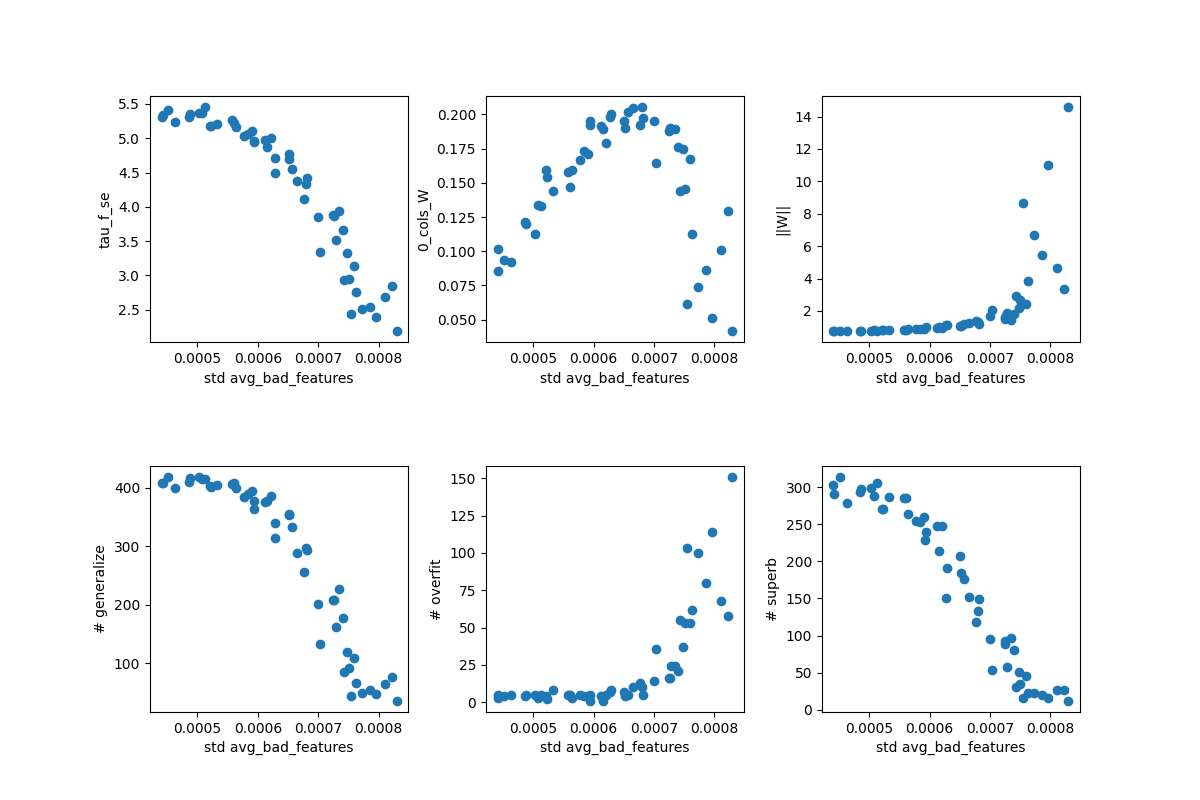 tau_f_se
5.5
5.0
4.5
4.0
3.5
3.0
2.5
0.0005 0.0006 0.0007 0.0008
std avg_bad_features
0_cols_W
0.200
0.175
0.150
0.125
0.100
0.075
0.050
0.0005 0.0006 0.0007 0.0008
std avg_bad_features
||W||
14
12
10
8
6
4
2
0.0005 0.0006 0.0007 0.0008
std avg_bad_features
# generalize
400
300
200
100
0.0005 0.0006 0.0007 0.0008
std avg_bad_features
# overfit
150
125
100
75
50
25
0
0.0005 0.0006 0.0007 0.0008
std avg_bad_features
# superb
300
250
200
150
100
50
0
0.0005 0.0006 0.0007 0.0008
std avg_bad_features